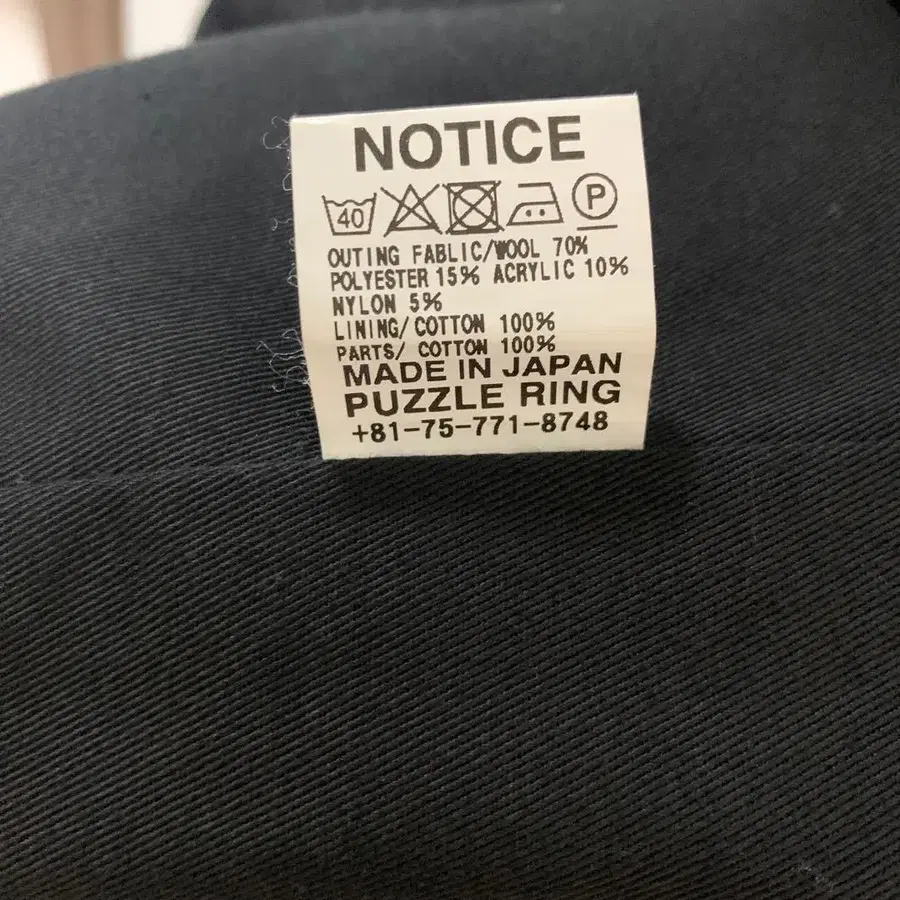 NOTICE
40 P
OUTING FABLIC/WOOL 70%
POLYESTER 15% ACRYLIC 10%
NYLON 5%
LINING/ COTTON 100%
PARTS/ COTTON 100%
MADE IN JAPAN
PUZZLE RING
+81-75-771-8748